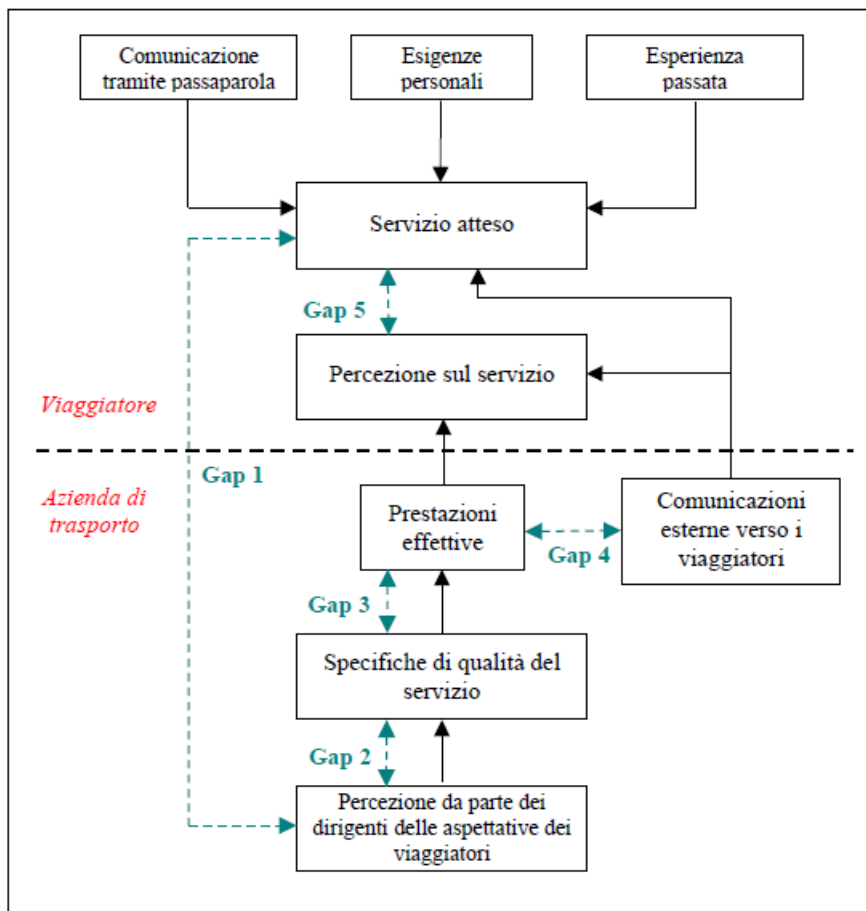 Comunicazione
tramite passaparola
Esigenze
personali
Esperienza
passata
Servizio atteso
Gap 5
Percezione sul servizio
Viaggiatore
Gap 1
Azienda di
trasporto
Prestazioni
effettive
Comunicazioni
esterne verso i
viaggiatori
Gap 4
Gap 3
Specifiche di qualità del
servizio
Gap 2
Percezione da parte dei
dirigenti delle aspettative dei
viaggiatori